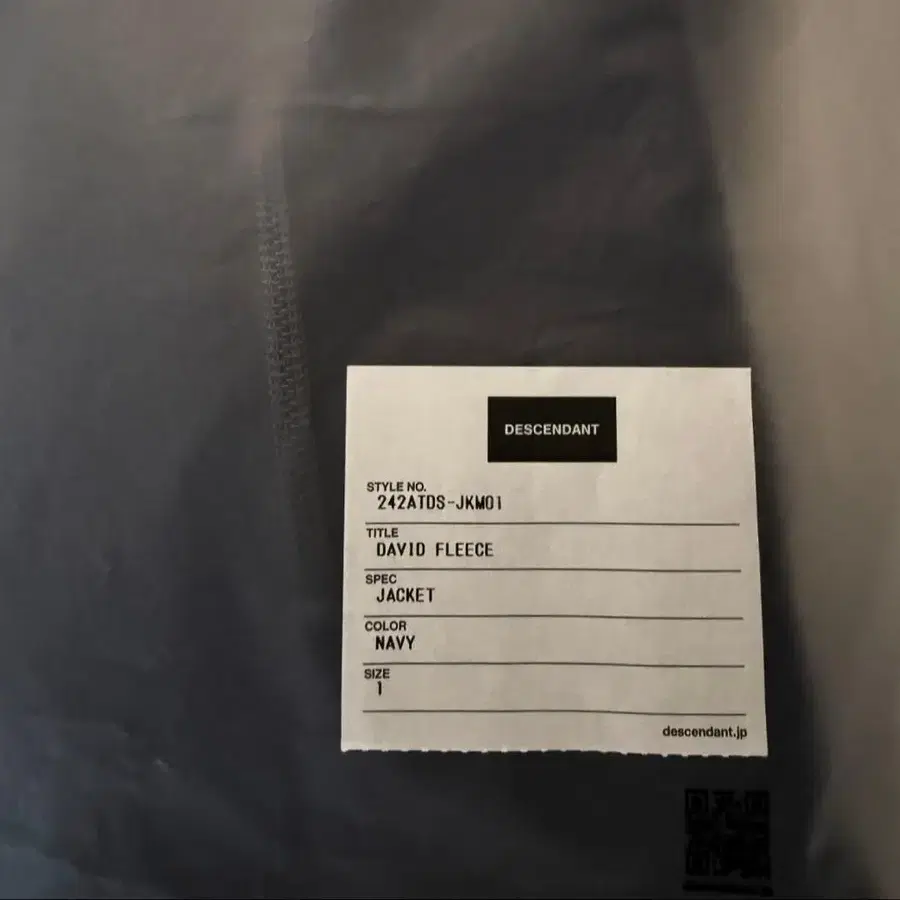 DESCENDANT
STYLE NO.
242ATDS-JKM01
TITLE
DAVID FLEECE
SPEC
JACKET
COLOR
NAVY
SIZE
1
descendant.jp